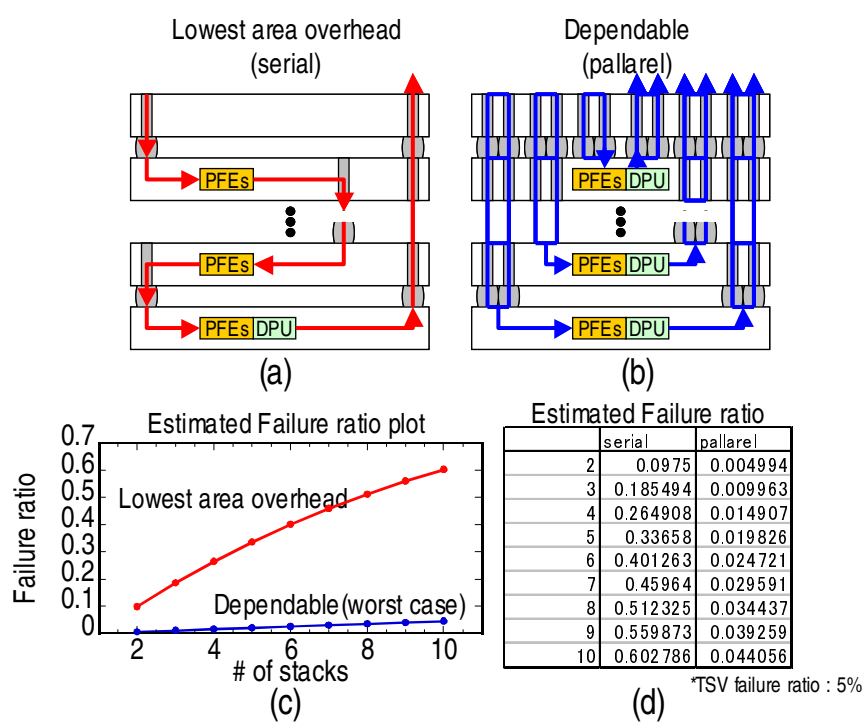 Lowest area overhead
(serial)
Dependable
(pallarel)
PFEs
PFEs
PFEs DPU
(a)
PFEs DPU
PFEs DPU
PFEs DPU
(b)
Estimated Failure ratio plot
Failure ratio
0.7
0.6
0.5
0.4
0.3
0.2
0.1
0
Lowest area overhead
Dependable(worst case)
2 4 6 8 10
# of stacks
(c)
Estimated Failure ratio
serial pallarel
2 0.0975 0.004994
3 0.185494 0.009963
4 0.264908 0.014907
5 0.33658 0.019826
6 0.401263 0.024721
7 0.45964 0.029591
8 0.512325 0.034437
9 0.559873 0.039259
10 0.602786 0.044056
*TSV failure ratio : 5%
(d)